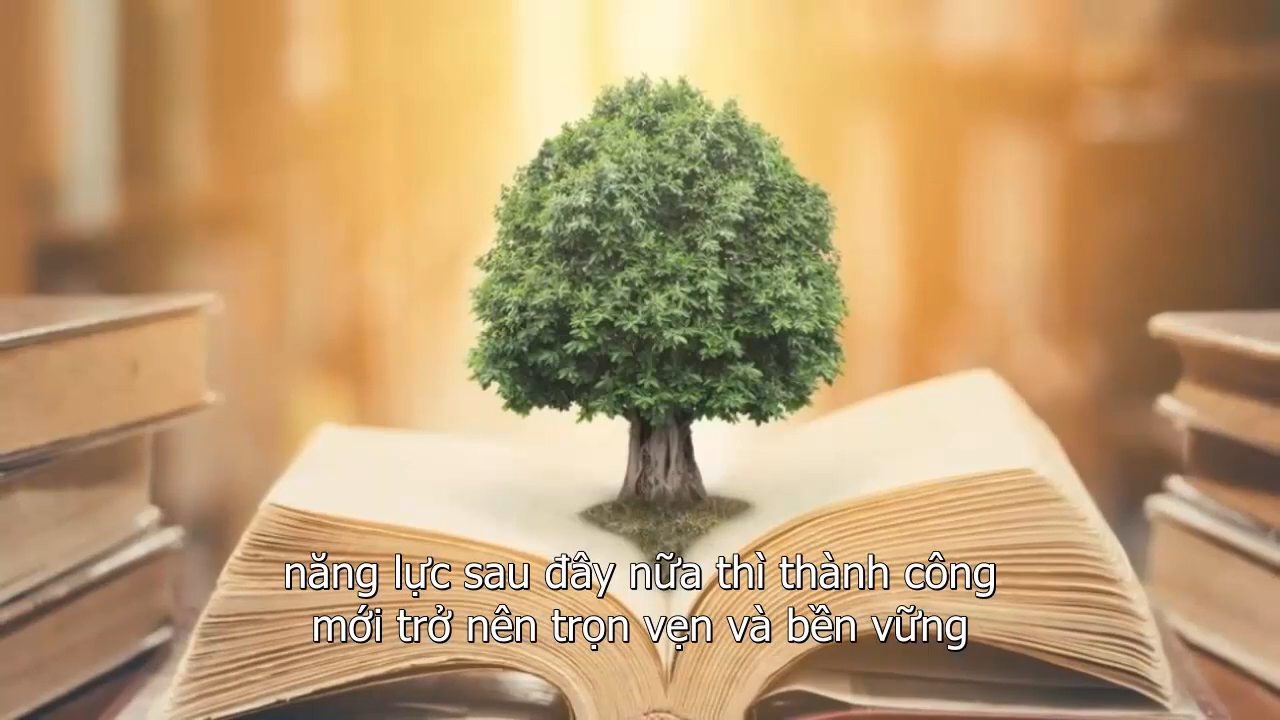 năng lực sau đây nữa thì thành công
mới trở nên trọn vẹn và bền vững